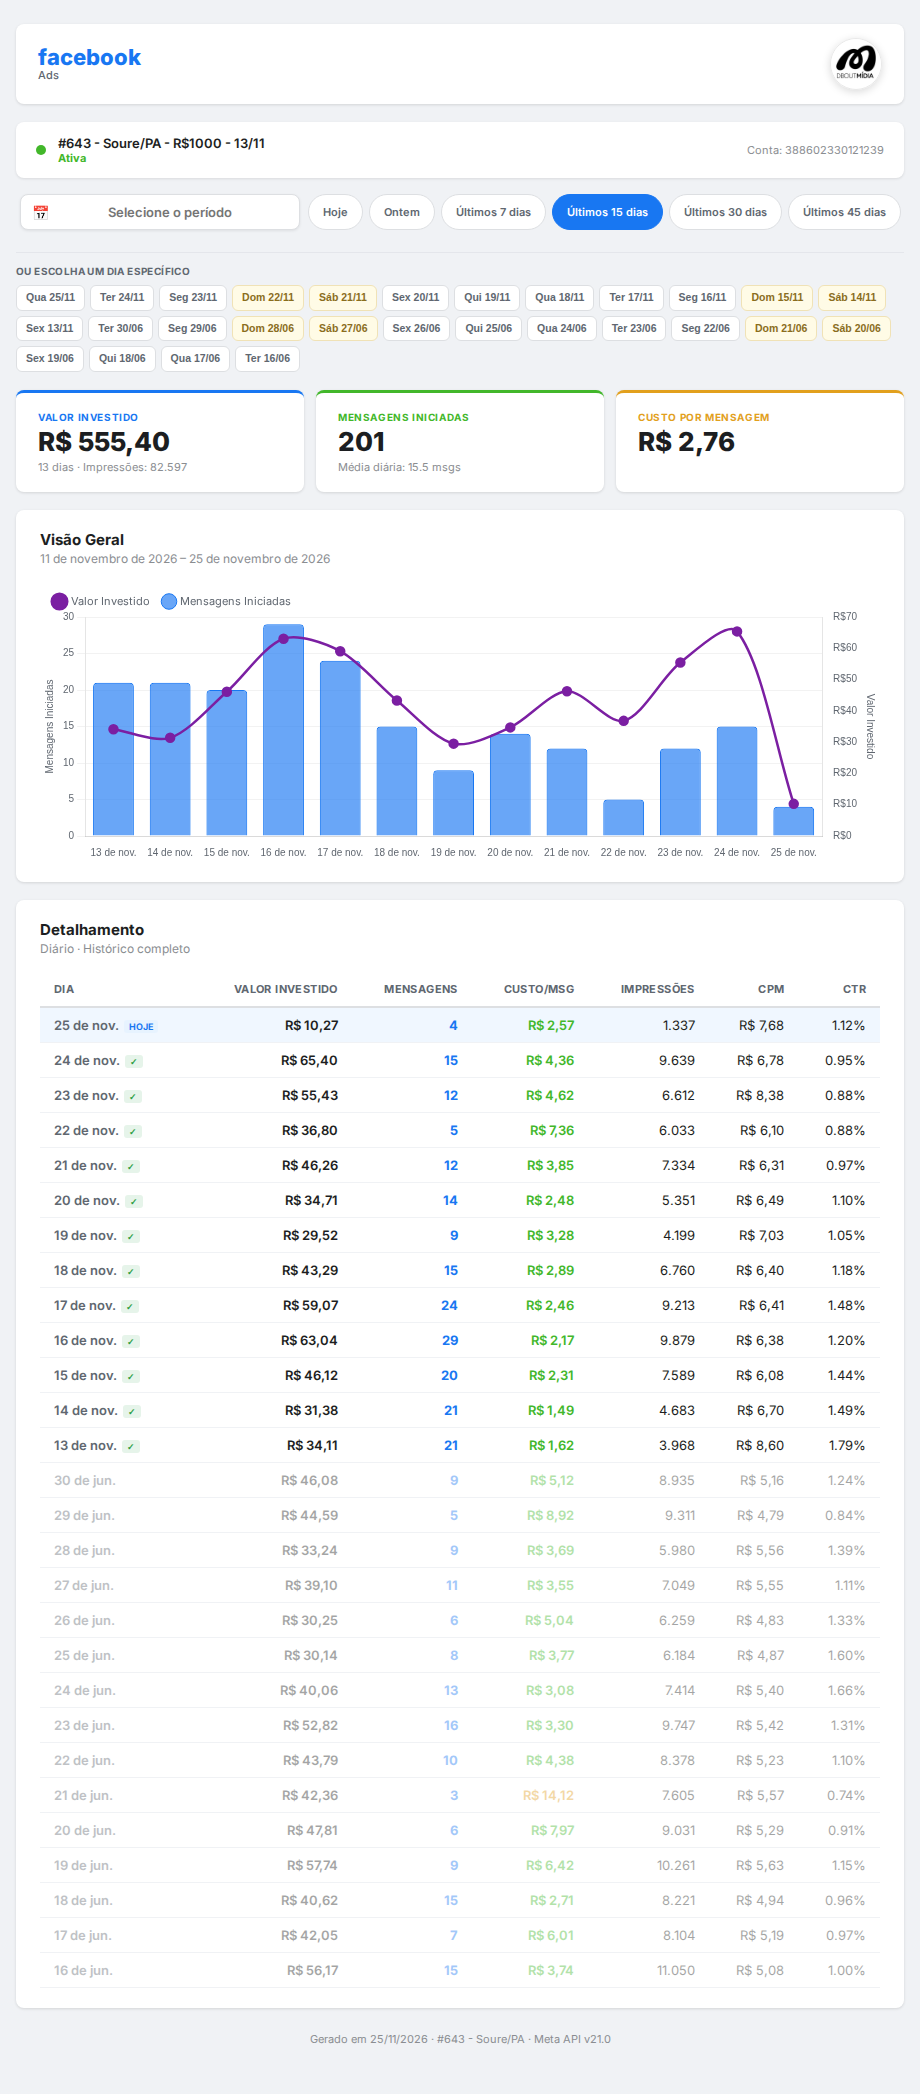 facebook
Ads
DBOUTMÍDIA
#643 - Soure/PA - R$1000 - 13/11
Ativa
Conta: 388602330121239
Selecione o período
Hoje
Ontem
Últimos 7 dias
Últimos 15 dias
Últimos 30 dias
Últimos 45 dias
OU ESCOLHA UM DIA ESPECÍFICO
Qua 25/11 Ter 24/11 Seg 23/11 Dom 22/11 Sáb 21/11 Sex 20/11 Qui 19/11 Qua 18/11 Ter 17/11 Seg 16/11 Dom 15/11 Sáb 14/11
Sex 13/11 Ter 30/06 Seg 29/06 Dom 28/06 Sáb 27/06 Sex 26/06 Qui 25/06 Qua 24/06 Ter 23/06 Seg 22/06 Dom 21/06 Sáb 20/06
Sex 19/06 Qui 18/06 Qua 17/06 Ter 16/06
VALOR INVESTIDO
R$ 555,40
13 dias · Impressões: 82.597
MENSAGENS INICIADAS
201
Média diária: 15.5 msgs
CUSTO POR MENSAGEM
R$ 2,76
Visão Geral
11 de novembro de 2026 – 25 de novembro de 2026
Valor Investido Mensagens Iniciadas
Mensagens Iniciadas
30
25
20
15
10
5
0
R$70
R$60
R$50
R$40
R$30
R$20
R$10
R$0
Valor Investido
13 de nov. 14 de nov. 15 de nov. 16 de nov. 17 de nov. 18 de nov. 19 de nov. 20 de nov. 21 de nov. 22 de nov. 23 de nov. 24 de nov. 25 de nov.
Detalhamento
Diário · Histórico completo
DIA VALOR INVESTIDO MENSAGENS CUSTO/MSG IMPRESSÕES CPM CTR
25 de nov. HOJE R$ 10,27 4 R$ 2,57 1.337 R$ 7,68 1.12%
24 de nov. ✓ R$ 65,40 15 R$ 4,36 9.639 R$ 6,78 0.95%
23 de nov. ✓ R$ 55,43 12 R$ 4,62 6.612 R$ 8,38 0.88%
22 de nov. ✓ R$ 36,80 5 R$ 7,36 6.033 R$ 6,10 0.88%
21 de nov. ✓ R$ 46,26 12 R$ 3,85 7.334 R$ 6,31 0.97%
20 de nov. ✓ R$ 34,71 14 R$ 2,48 5.351 R$ 6,49 1.10%
19 de nov. ✓ R$ 29,52 9 R$ 3,28 4.199 R$ 7,03 1.05%
18 de nov. ✓ R$ 43,29 15 R$ 2,89 6.760 R$ 6,40 1.18%
17 de nov. ✓ R$ 59,07 24 R$ 2,46 9.213 R$ 6,41 1.48%
16 de nov. ✓ R$ 63,04 29 R$ 2,17 9.879 R$ 6,38 1.20%
15 de nov. ✓ R$ 46,12 20 R$ 2,31 7.589 R$ 6,08 1.44%
14 de nov. ✓ R$ 31,38 21 R$ 1,49 4.683 R$ 6,70 1.49%
13 de nov. ✓ R$ 34,11 21 R$ 1,62 3.968 R$ 8,60 1.79%
30 de jun. R$ 46,08 9 R$ 5,12 8.935 R$ 5,16 1.24%
29 de jun. R$ 44,59 5 R$ 8,92 9.311 R$ 4,79 0.84%
28 de jun. R$ 33,24 9 R$ 3,69 5.980 R$ 5,56 1.39%
27 de jun. R$ 39,10 11 R$ 3,55 7.049 R$ 5,55 1.11%
26 de jun. R$ 30,25 6 R$ 5,04 6.259 R$ 4,83 1.33%
25 de jun. R$ 30,14 8 R$ 3,77 6.184 R$ 4,87 1.60%
24 de jun. R$ 40,06 13 R$ 3,08 7.414 R$ 5,40 1.66%
23 de jun. R$ 52,82 16 R$ 3,30 9.747 R$ 5,42 1.31%
22 de jun. R$ 43,79 10 R$ 4,38 8.378 R$ 5,23 1.10%
21 de jun. R$ 42,36 3 R$ 14,12 7.605 R$ 5,57 0.74%
20 de jun. R$ 47,81 6 R$ 7,97 9.031 R$ 5,29 0.91%
19 de jun. R$ 57,74 9 R$ 6,42 10.261 R$ 5,63 1.15%
18 de jun. R$ 40,62 15 R$ 2,71 8.221 R$ 4,94 0.96%
17 de jun. R$ 42,05 7 R$ 6,01 8.104 R$ 5,19 0.97%
16 de jun. R$ 56,17 15 R$ 3,74 11.050 R$ 5,08 1.00%
Gerado em 25/11/2026 · #643 - Soure/PA · Meta API v21.0